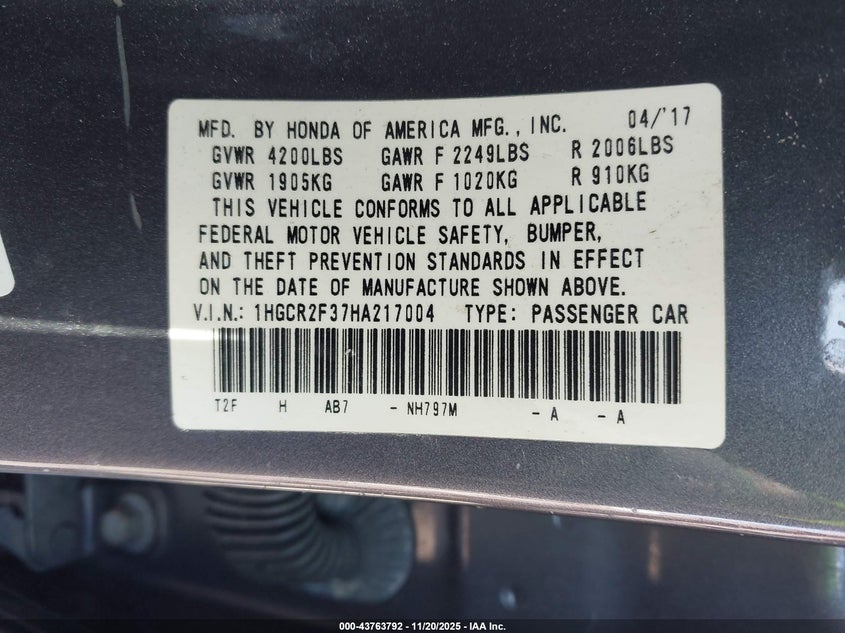 MFD. BY HONDA OF AMERICA MFG., INC. 04/'17
GVWR 4200LBS GAWR F 2249LBS R 2006LBS
GVWR 1905KG GAWR F 1020KG R 910KG
THIS VEHICLE CONFORMS TO ALL APPLICABLE
FEDERAL MOTOR VEHICLE SAFETY, BUMPER,
AND THEFT PREVENTION STANDARDS IN EFFECT
ON THE DATE OF MANUFACTURE SHOWN ABOVE.
V.I.N.: 1HGCR2F37HA217004 TYPE: PASSENGER CAR
T2F H AB7 - NH797M - A - A
000-43763792 - 11/20/2025 - IAA Inc.